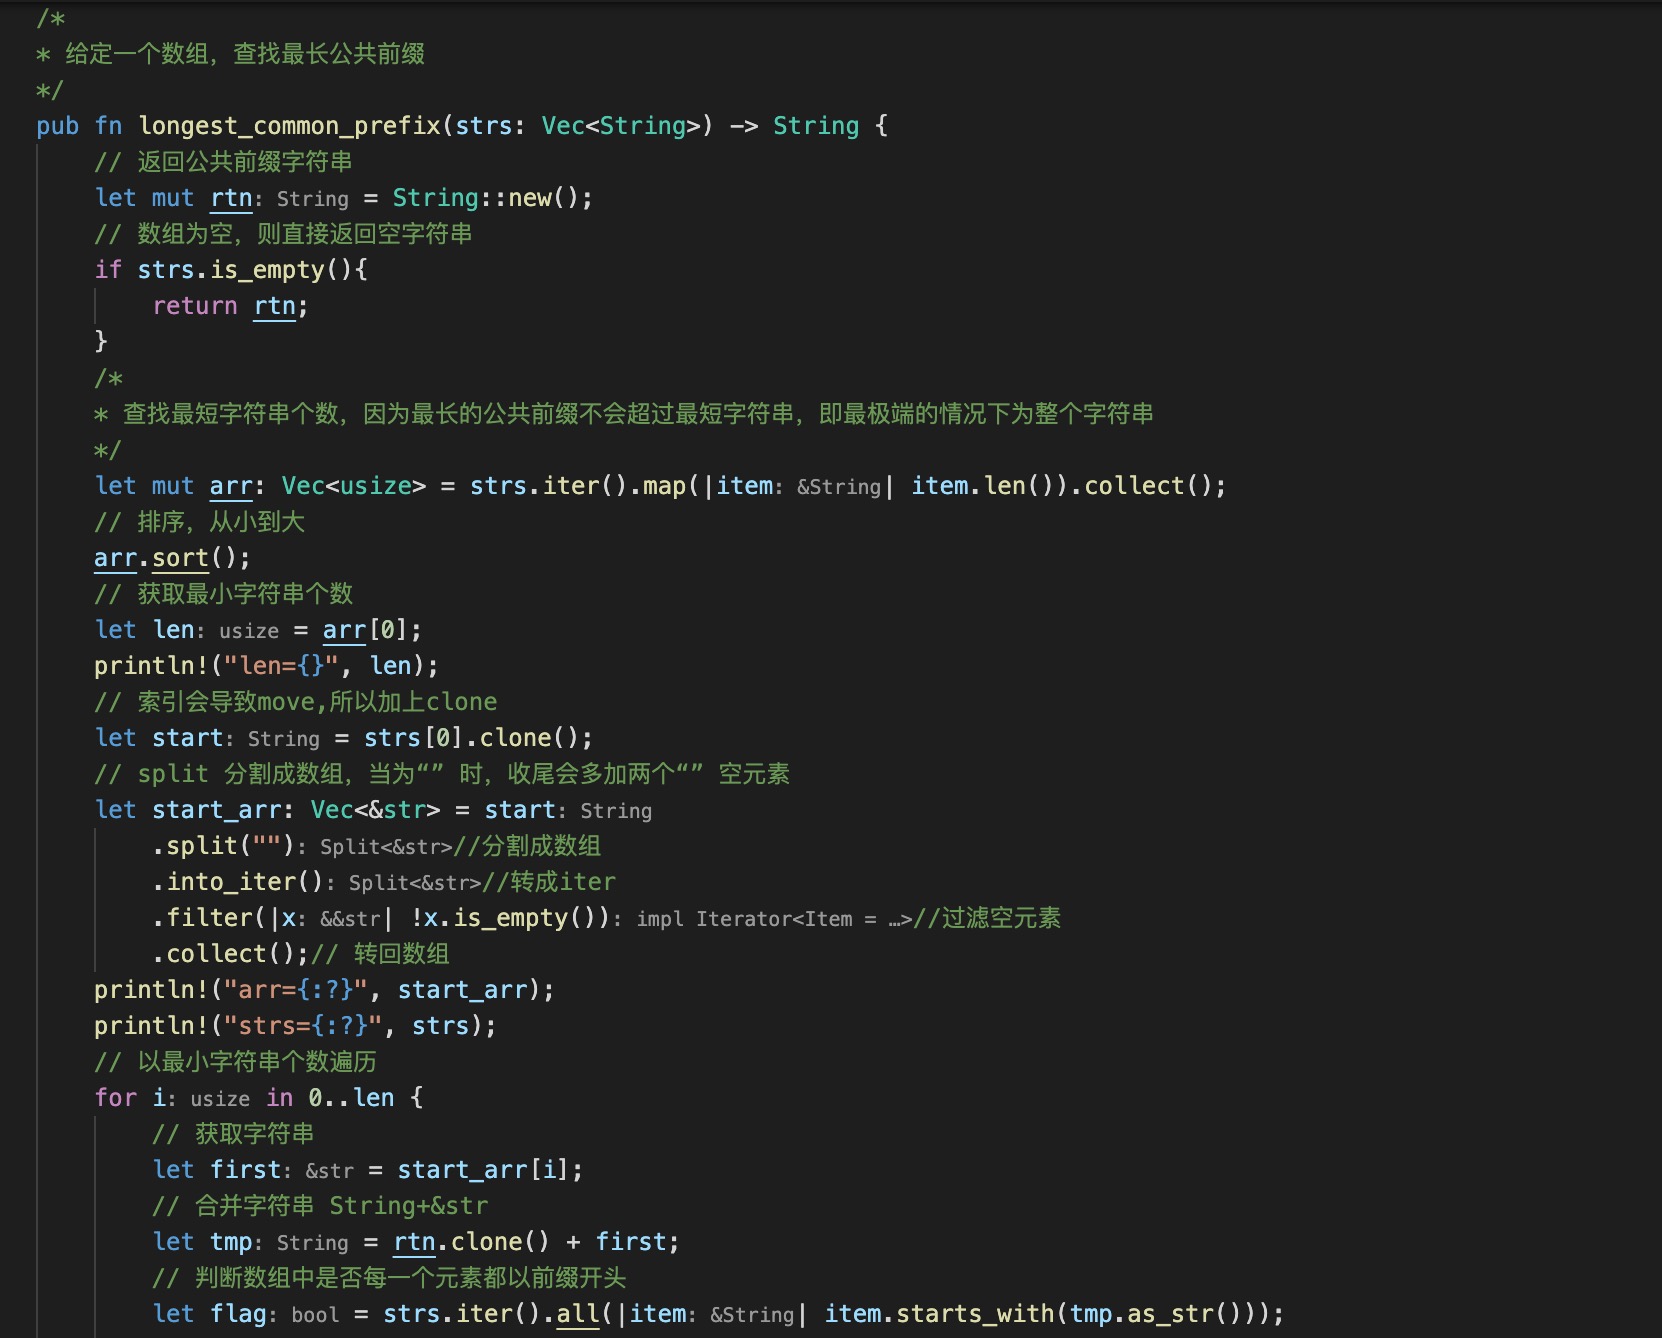 /*
* 给定一个数组，查找最长公共前缀
*/
pub fn longest_common_prefix(strs: Vec<String>) -> String {
// 返回公共前缀字符串
let mut rtn: String = String::new();
// 数组为空，则直接返回空字符串
if strs.is_empty(){
return rtn;
}
/*
* 查找最短字符串个数，因为最长的公共前缀不会超过最短字符串，即最极端的情况下为整个字符串
*/
let mut arr: Vec<usize> = strs.iter().map(|item: &String| item.len()).collect();
// 排序，从小到大
arr.sort();
// 获取最小字符串个数
let len: usize = arr[0];
println!("len={}", len);
// 索引会导致move,所以加上clone
let start: String = strs[0].clone();
// split 分割成数组，当为“” 时，收尾会多加两个“” 空元素
let start_arr: Vec<&str> = start: String
.split(""): Split<&str>//分割成数组
.into_iter(): Split<&str>//转成iter
.filter(|x: &&str| !x.is_empty()): impl Iterator<Item = …>//过滤空元素
.collect();// 转回数组
println!("arr={:?}", start_arr);
println!("strs={:?}", strs);
// 以最小字符串个数遍历
for i: usize in 0..len {
// 获取字符串
let first: &str = start_arr[i];
// 合并字符串 String+&str
let tmp: String = rtn.clone() + first;
// 判断数组中是否每一个元素都以前缀开头
let flag: bool = strs.iter().all(|item: &String| item.starts_with(tmp.as_str()));